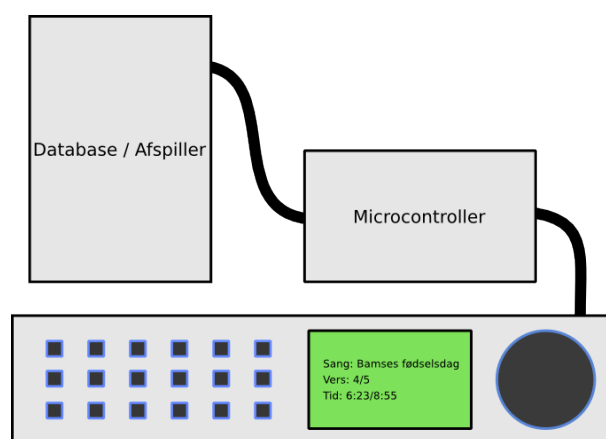 Database / Afspiller
Microcontroller
Sang: Bamses fødselsdag
Vers: 4/5
Tid: 6:23/8:55